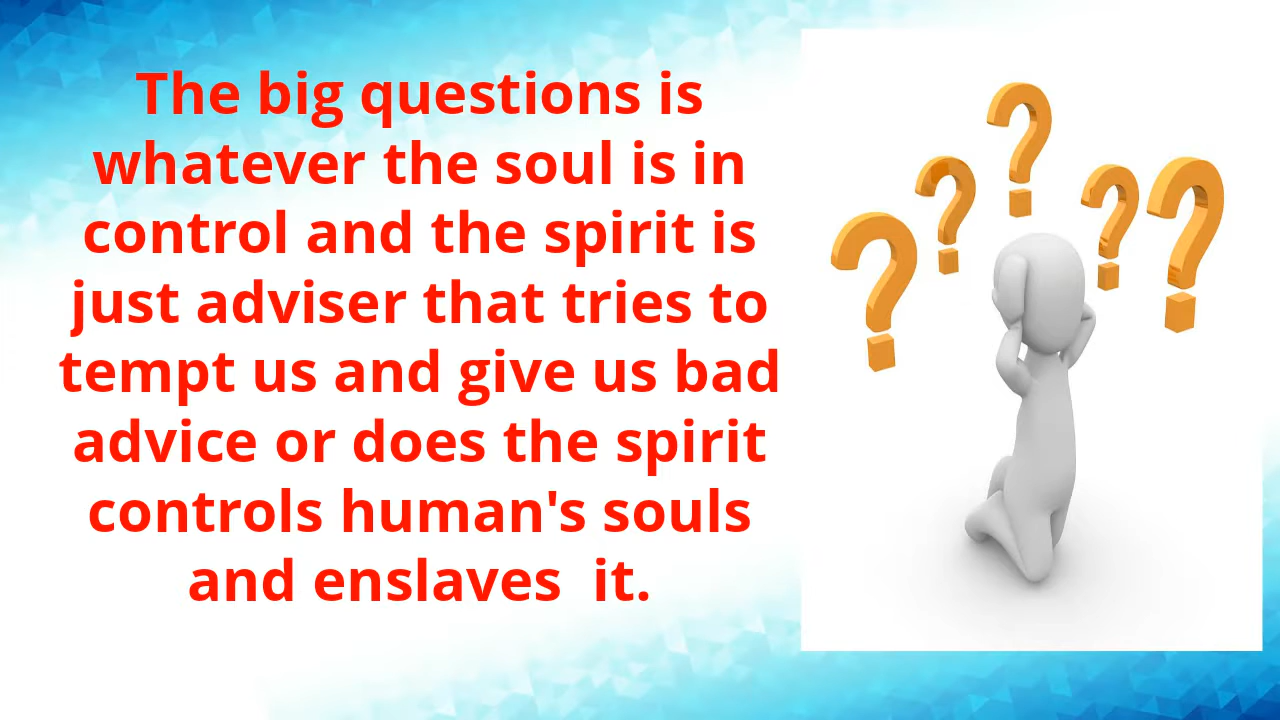 The big questions is
whatever the soul is in
control and the spirit is
just adviser that tries to
tempt us and give us bad
advice or does the spirit
controls human's souls
and enslaves  it.